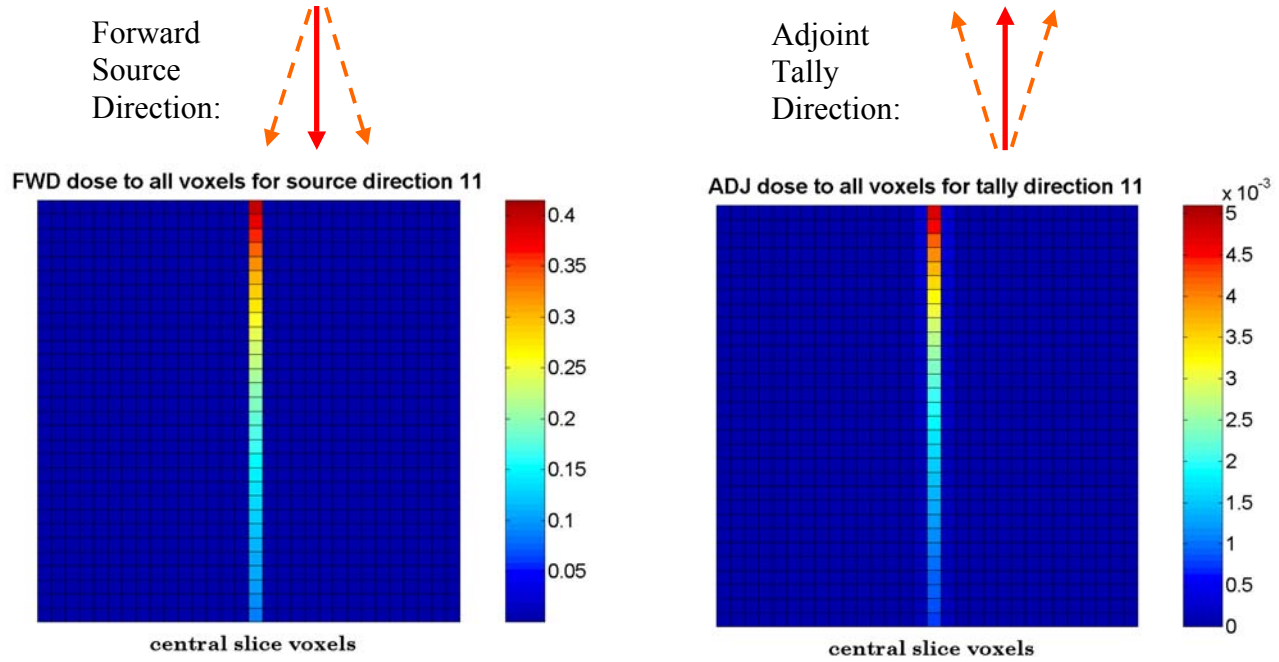 Forward
Source
Direction:
FWD dose to all voxels for source direction 11
0.4
0.35
0.3
0.25
0.2
0.15
0.1
0.05
central slice voxels
Adjoint
Tally
Direction:
ADJ dose to all voxels for tally direction 11
x 10⁻³
5
4.5
4
3.5
3
2.5
2
1.5
1
0.5
0
central slice voxels